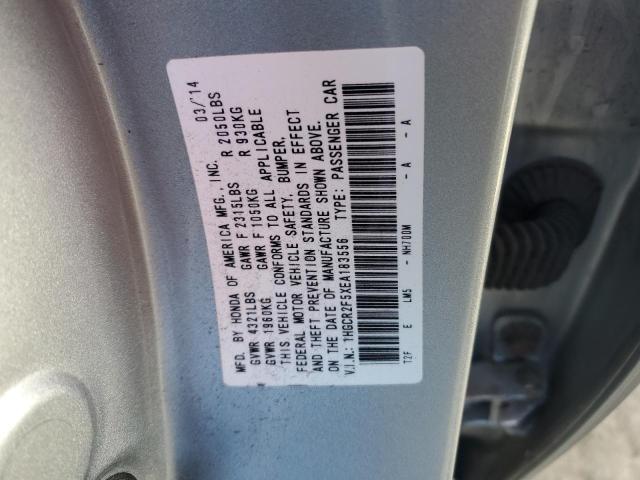 MFD. BY HONDA OF AMERICA MFG., INC. 03/'14
GVWR 4321LBS GAWR F 2315LBS R 2050LBS
GVWR 1960KG GAWR F 1050KG R 930KG
THIS VEHICLE CONFORMS TO ALL APPLICABLE
FEDERAL MOTOR VEHICLE SAFETY, BUMPER,
AND THEFT PREVENTION STANDARDS IN EFFECT
ON THE DATE OF MANUFACTURE SHOWN ABOVE.
V.I.N.: 1HGCR2F5XEA183556 TYPE: PASSENGER CAR
T2F E LM5 - NH700M - A - A